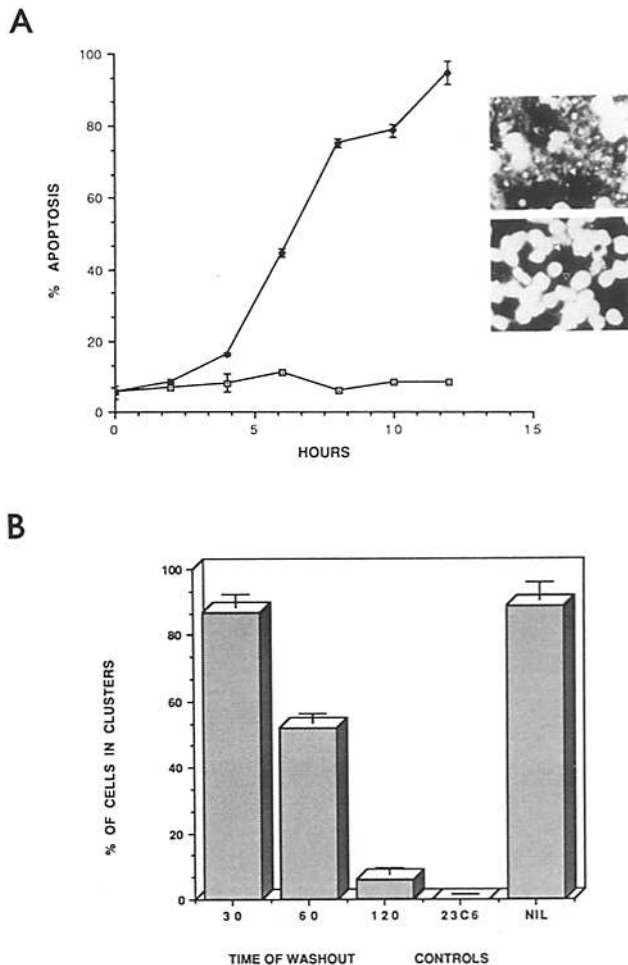 A
100
80
60
40
20
0
% APOPTOSIS
0 5 10 15
HOURS
B
100
80
60
40
20
0
% OF CELLS IN CLUSTERS
30 60 120 23C6 NIL
TIME OF WASHOUT CONTROLS